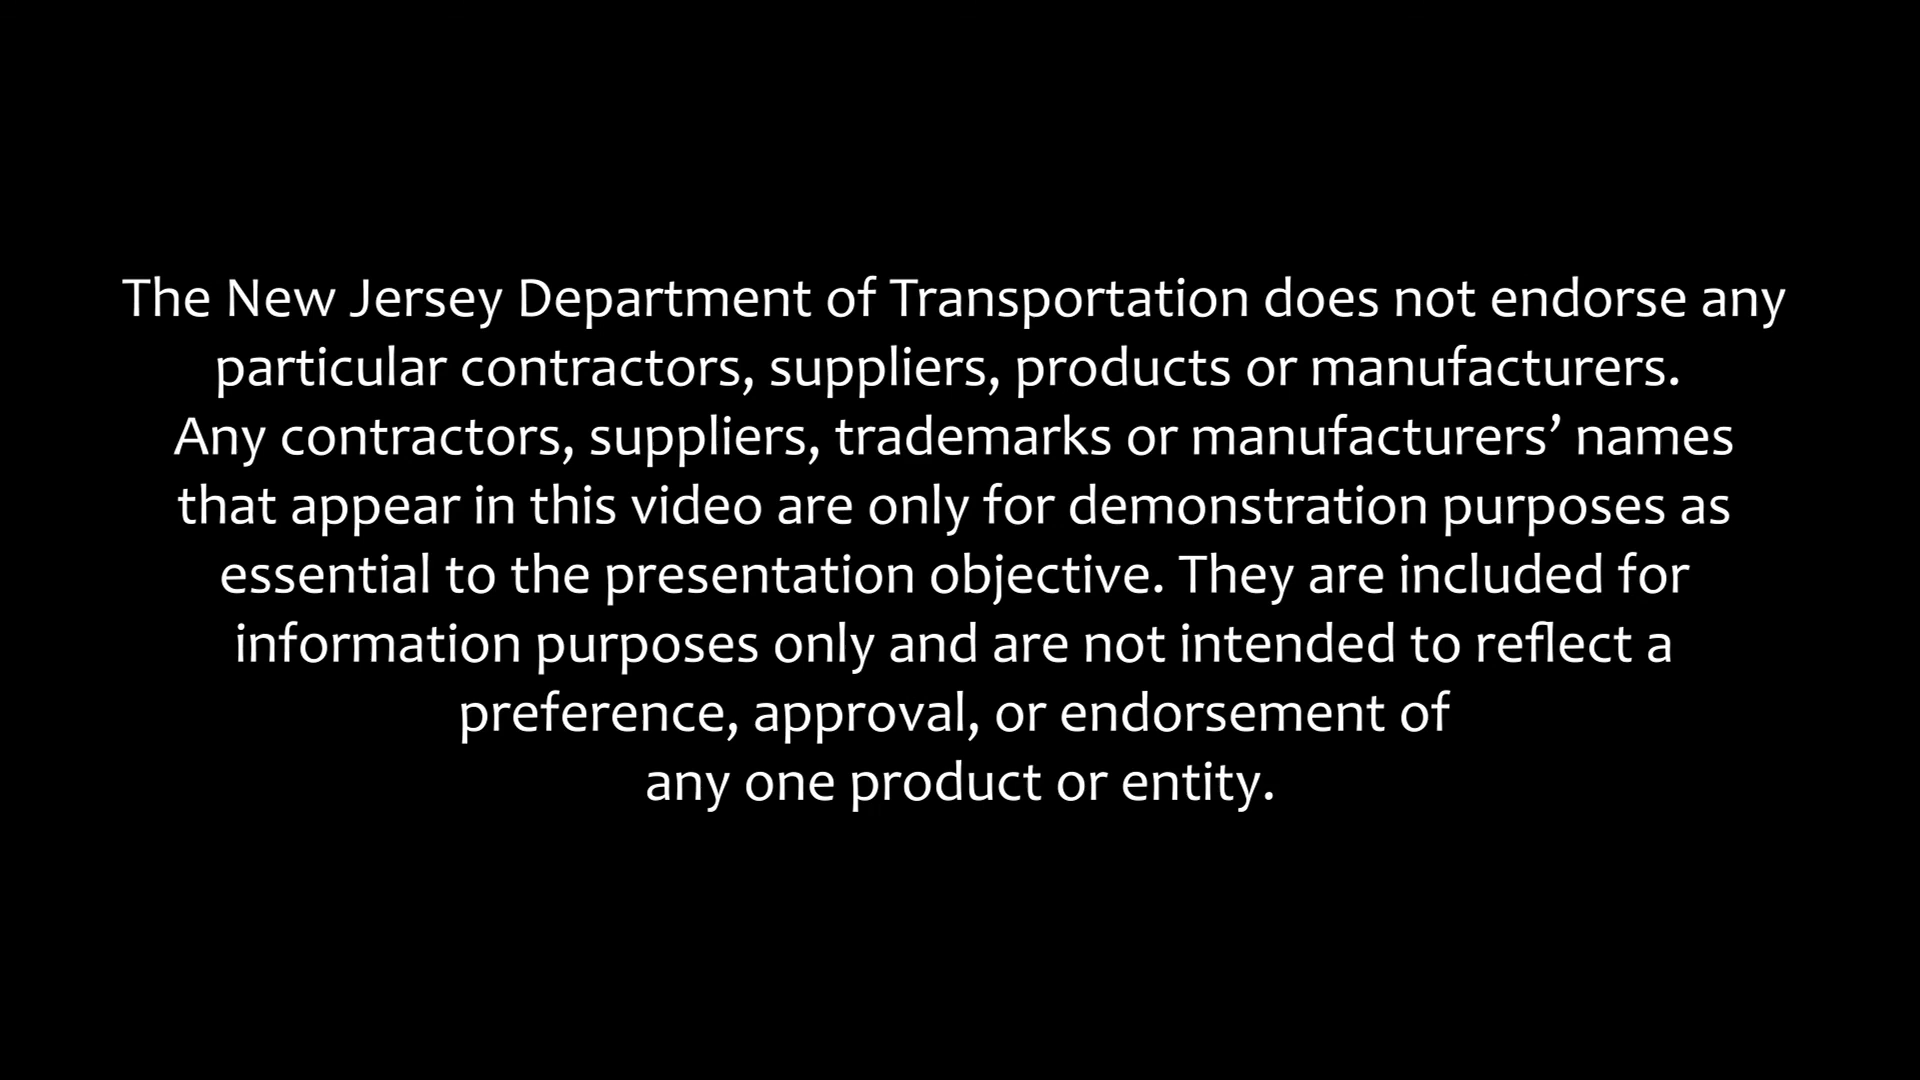 The New Jersey Department of Transportation does not endorse any
particular contractors, suppliers, products or manufacturers.
Any contractors, suppliers, trademarks or manufacturers’ names
that appear in this video are only for demonstration purposes as
essential to the presentation objective. They are included for
information purposes only and are not intended to reflect a
preference, approval, or endorsement of
any one product or entity.